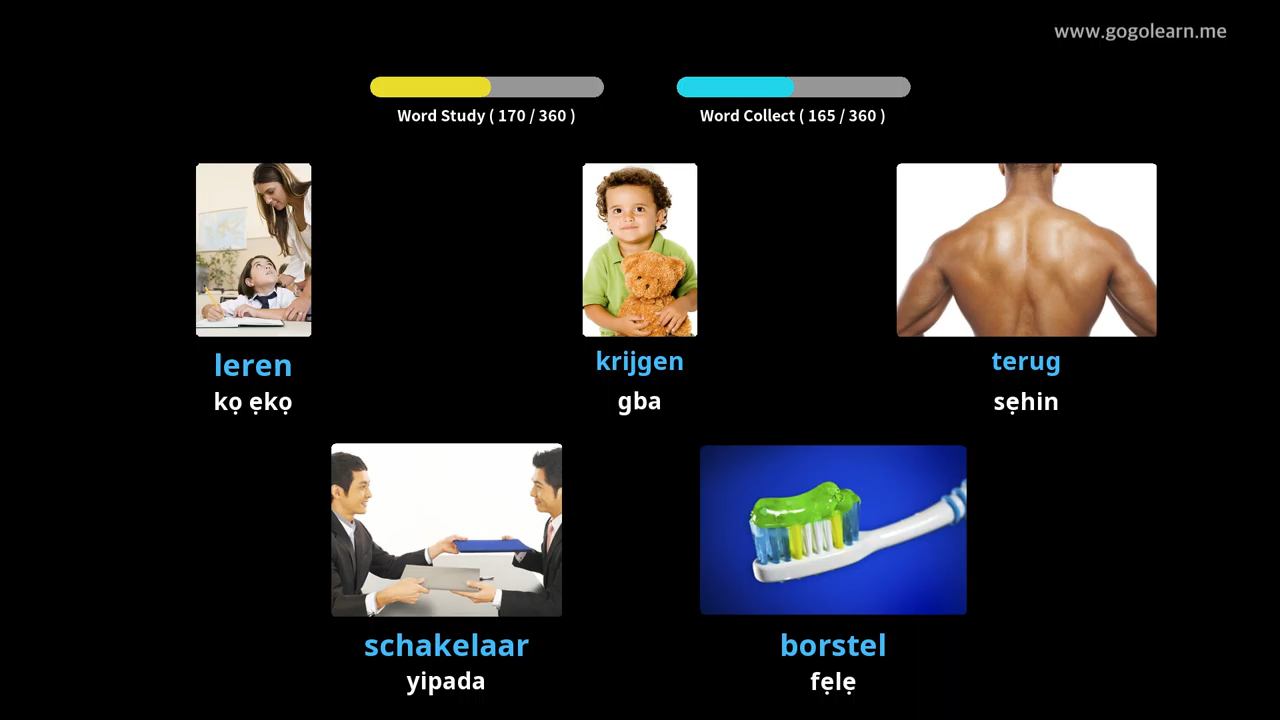 www.gogolearn.me
Word Study ( 170 / 360 )
Word Collect ( 165 / 360 )
leren
kọ ẹkọ
krijgen
gba
terug
sẹhin
schakelaar
yipada
borstel
fẹlẹ